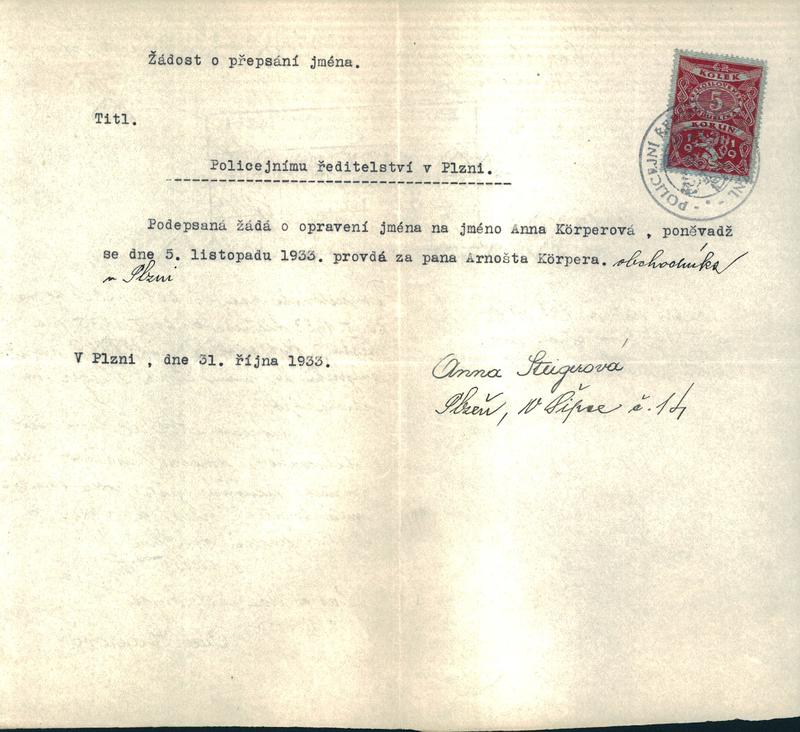 Žádost o přepsání jména.
KOLEK
5
KORUN
1919
Titl.
Policejnímu ředitelství v Plzni.
Podepsaná žádá o opravení jména na jméno Anna Körperová , poněvadž
se dne 5. listopadu 1933. provdá za pana Arnošta Körpera. obchodníka
v Plzni
V Plzni , dne 31. října 1933.
Anna Steigrová
Plzeň, V Šipce č. 14